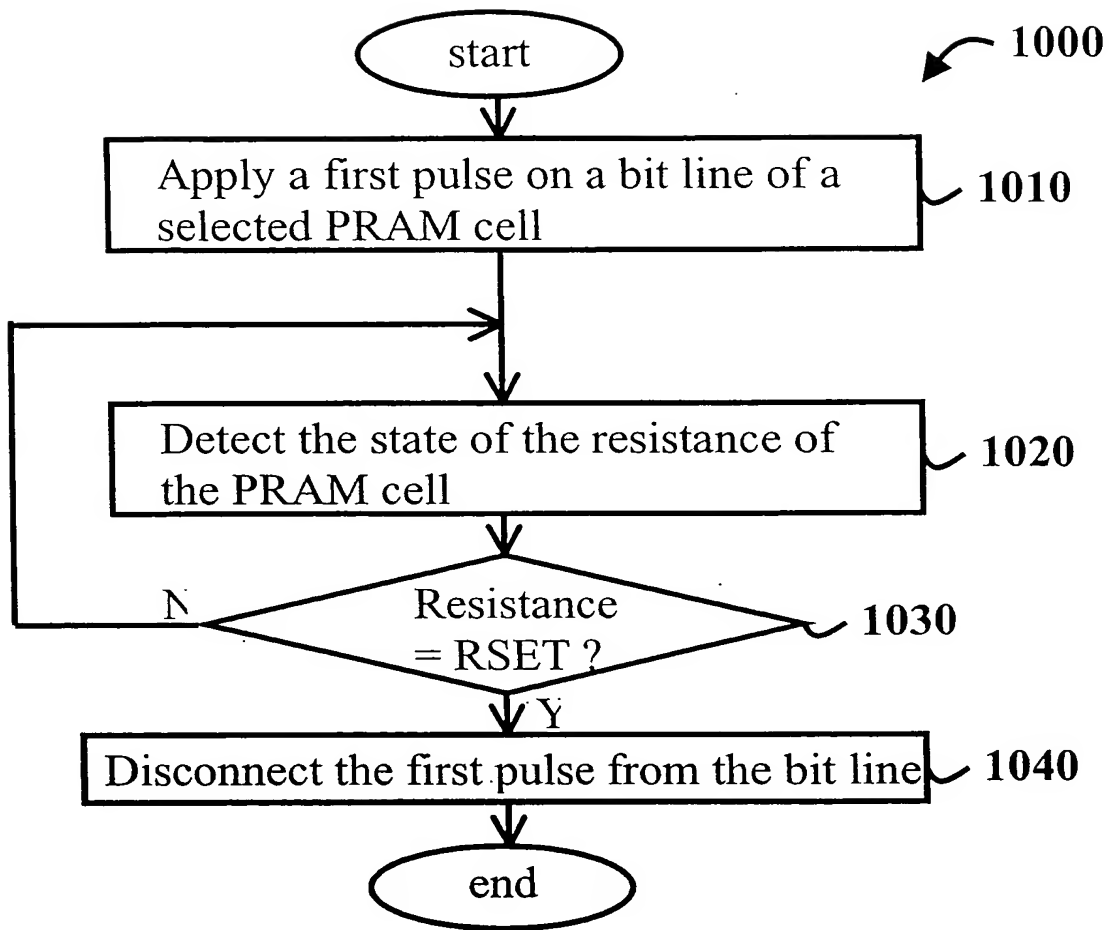 start
1000
Apply a first pulse on a bit line of a
selected PRAM cell
1010
Detect the state of the resistance of
the PRAM cell
1020
N
Resistance
= RSET ?
1030
Y
Disconnect the first pulse from the bit line
1040
end